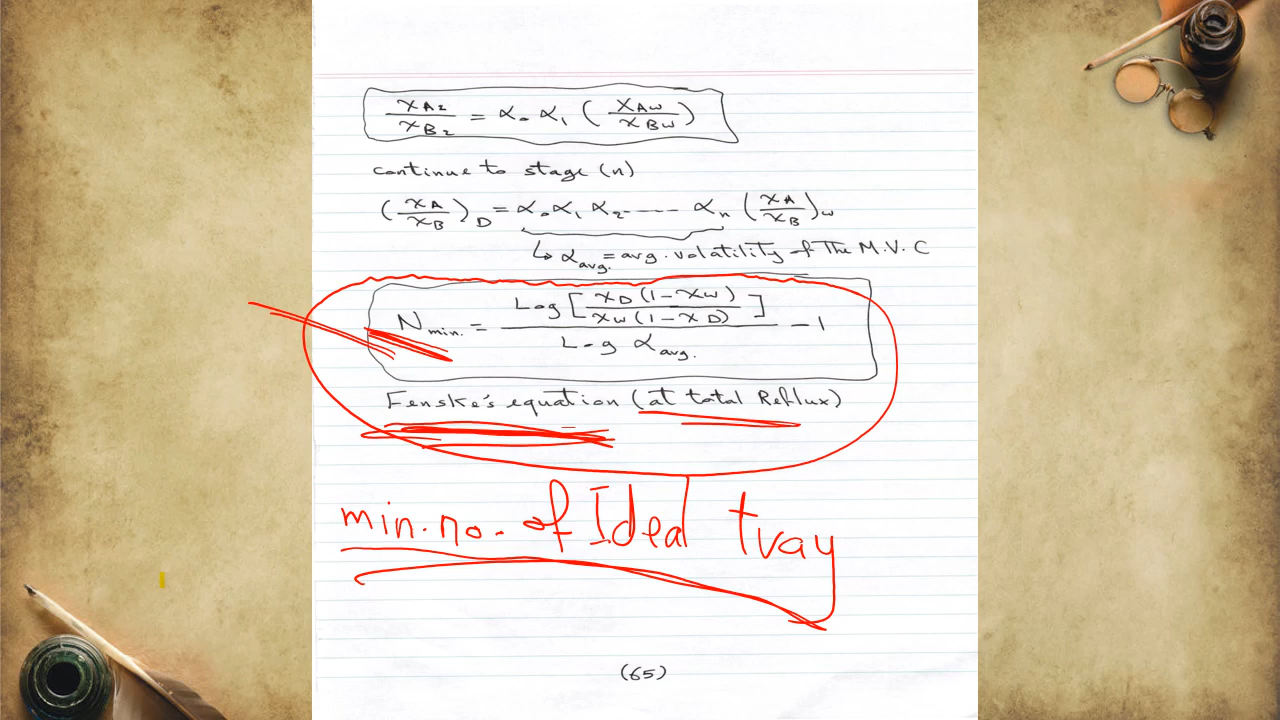 xA2/xB2 = α₀ α₁ (xAw/xBw)
continue to stage (n)
(xA/xB)D = α₀ α₁ α₂ ----- αn (xA/xB)w
↳ αavg. = avg. volatility of The M.V.C
Nmin. = Log [xD(1-xw)/xw(1-xD)] / Log αavg. - 1
Fenske's equation (at total Reflux)
min. no. of Ideal tray
(65)